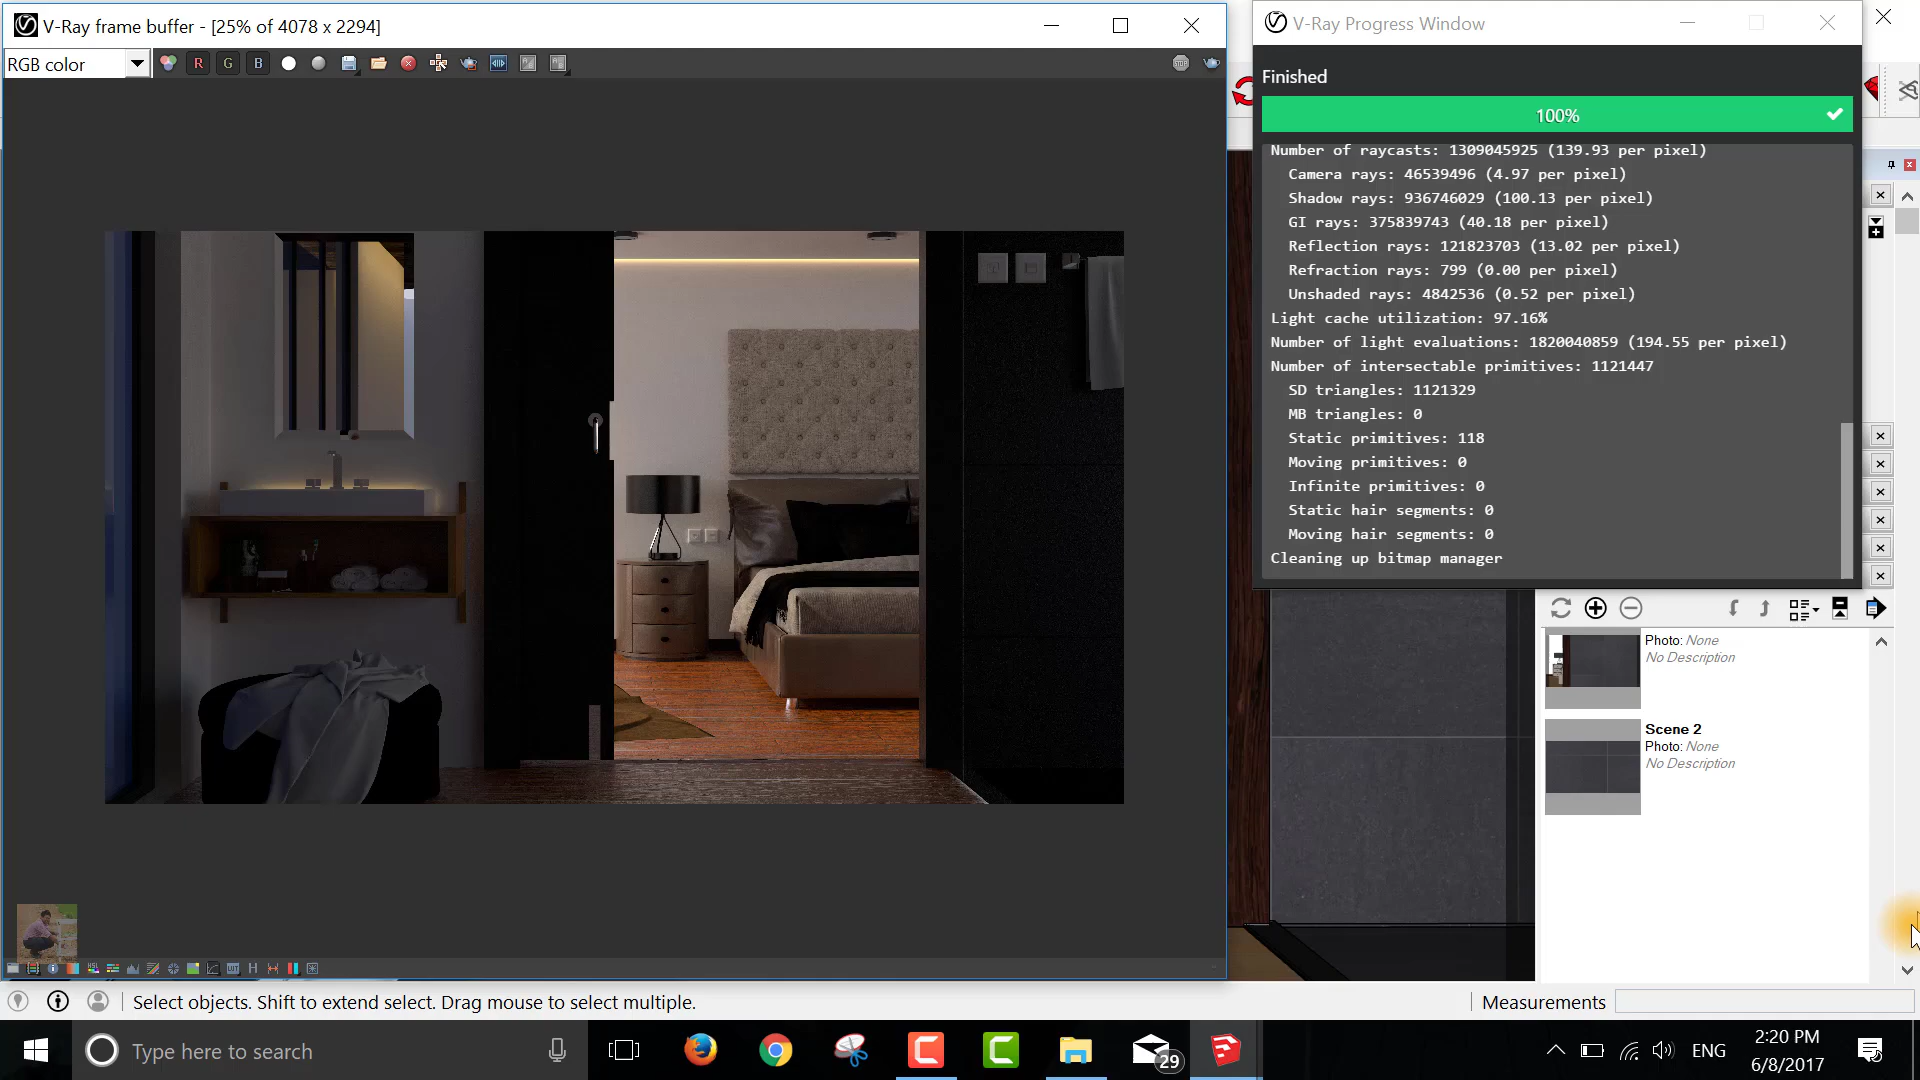 V-Ray frame buffer - [25% of 4078 x 2294]
RGB color
R G B
V-Ray Progress Window
Finished
100%
Number of raycasts: 1309045925 (139.93 per pixel)
Camera rays: 46539496 (4.97 per pixel)
Shadow rays: 936746029 (100.13 per pixel)
GI rays: 375839743 (40.18 per pixel)
Reflection rays: 121823703 (13.02 per pixel)
Refraction rays: 799 (0.00 per pixel)
Unshaded rays: 4842536 (0.52 per pixel)
Light cache utilization: 97.16%
Number of light evaluations: 1820040859 (194.55 per pixel)
Number of intersectable primitives: 1121447
SD triangles: 1121329
MB triangles: 0
Static primitives: 118
Moving primitives: 0
Infinite primitives: 0
Static hair segments: 0
Moving hair segments: 0
Cleaning up bitmap manager
Photo: None
No Description
Scene 2
Photo: None
No Description
Select objects. Shift to extend select. Drag mouse to select multiple.
Measurements
Type here to search
29
ENG
2:20 PM
6/8/2017